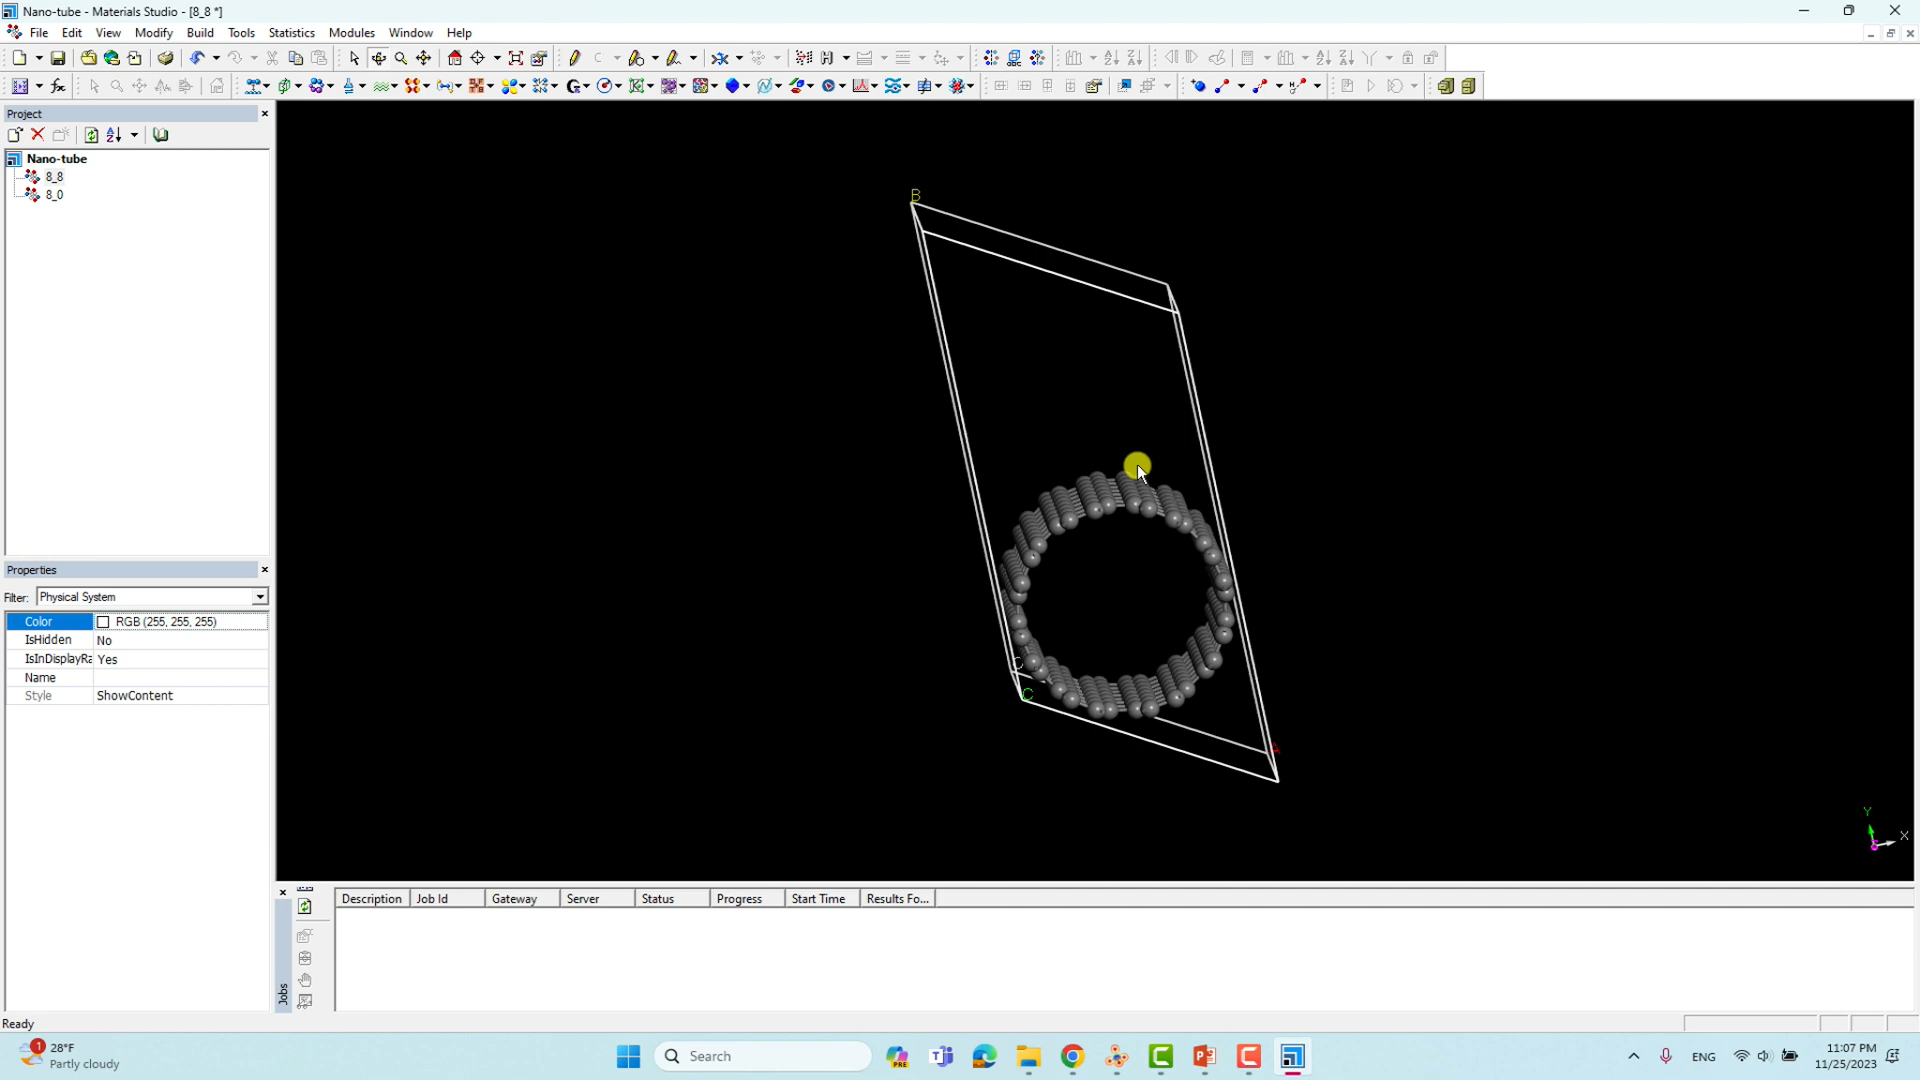 Nano-tube - Materials Studio - [8_8 *]
File Edit View Modify Build Tools Statistics Modules Window Help
Project
Nano-tube
8_8
8_0
Properties
Filter: Physical System
Color RGB (255, 255, 255)
IsHidden No
IsInDisplayRa Yes
Name
Style ShowContent
B
C
Y
X
Jobs
Description Job Id Gateway Server Status Progress Start Time Results Fo...
Ready
1
28°F
Partly cloudy
Search
PRE
ENG
11:07 PM
11/25/2023